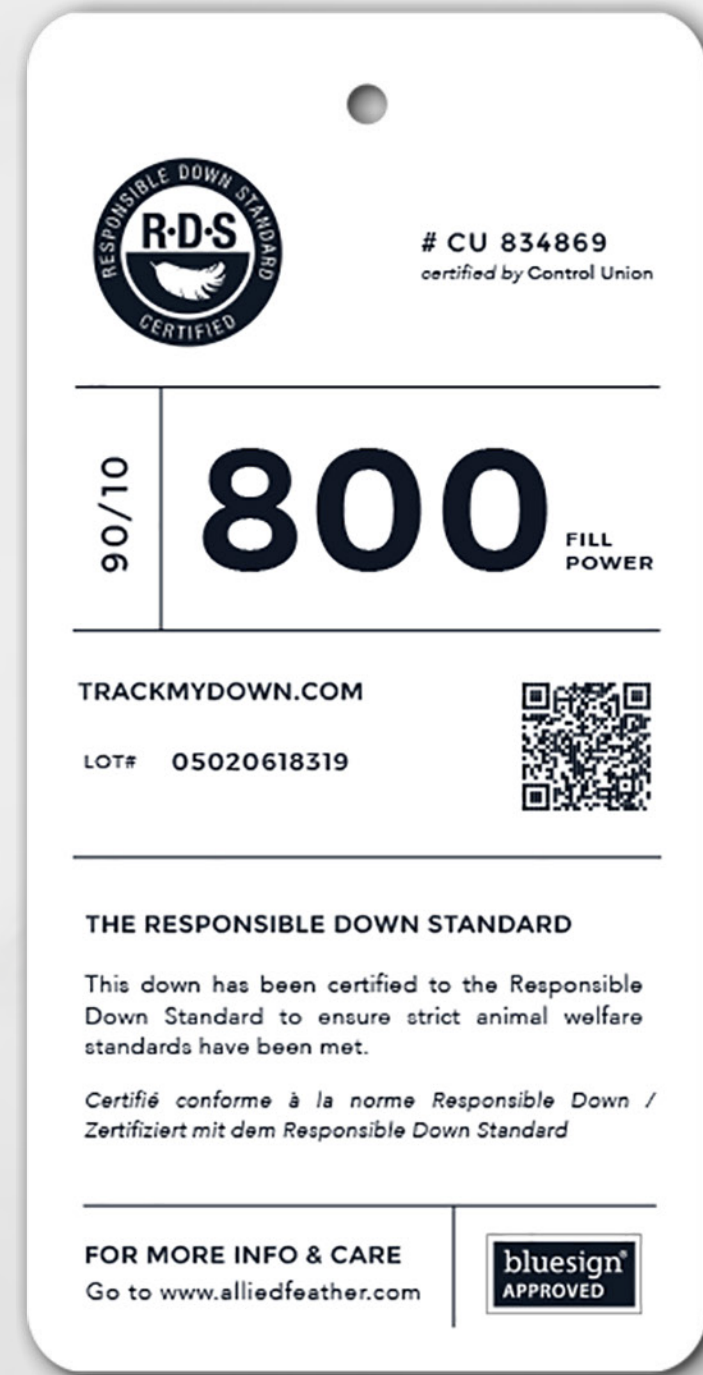 RESPONSIBLE DOWN STANDARD
R·D·S
CERTIFIED
# CU 834869
certified by Control Union
90/10
800
FILL
POWER
TRACKMYDOWN.COM
LOT# 05020618319
THE RESPONSIBLE DOWN STANDARD
This down has been certified to the Responsible
Down Standard to ensure strict animal welfare
standards have been met.
Certifié conforme à la norme Responsible Down /
Zertifiziert mit dem Responsible Down Standard
FOR MORE INFO & CARE
Go to www.alliedfeather.com
bluesign®
APPROVED